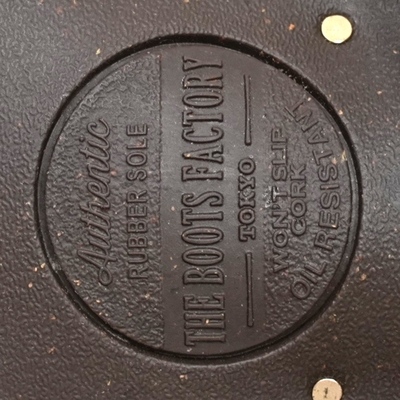 Authentic
RUBBER SOLE
THE BOOTS FACTORY
TOKYO
WON'T SLIP
CORK
OIL RESISTANT